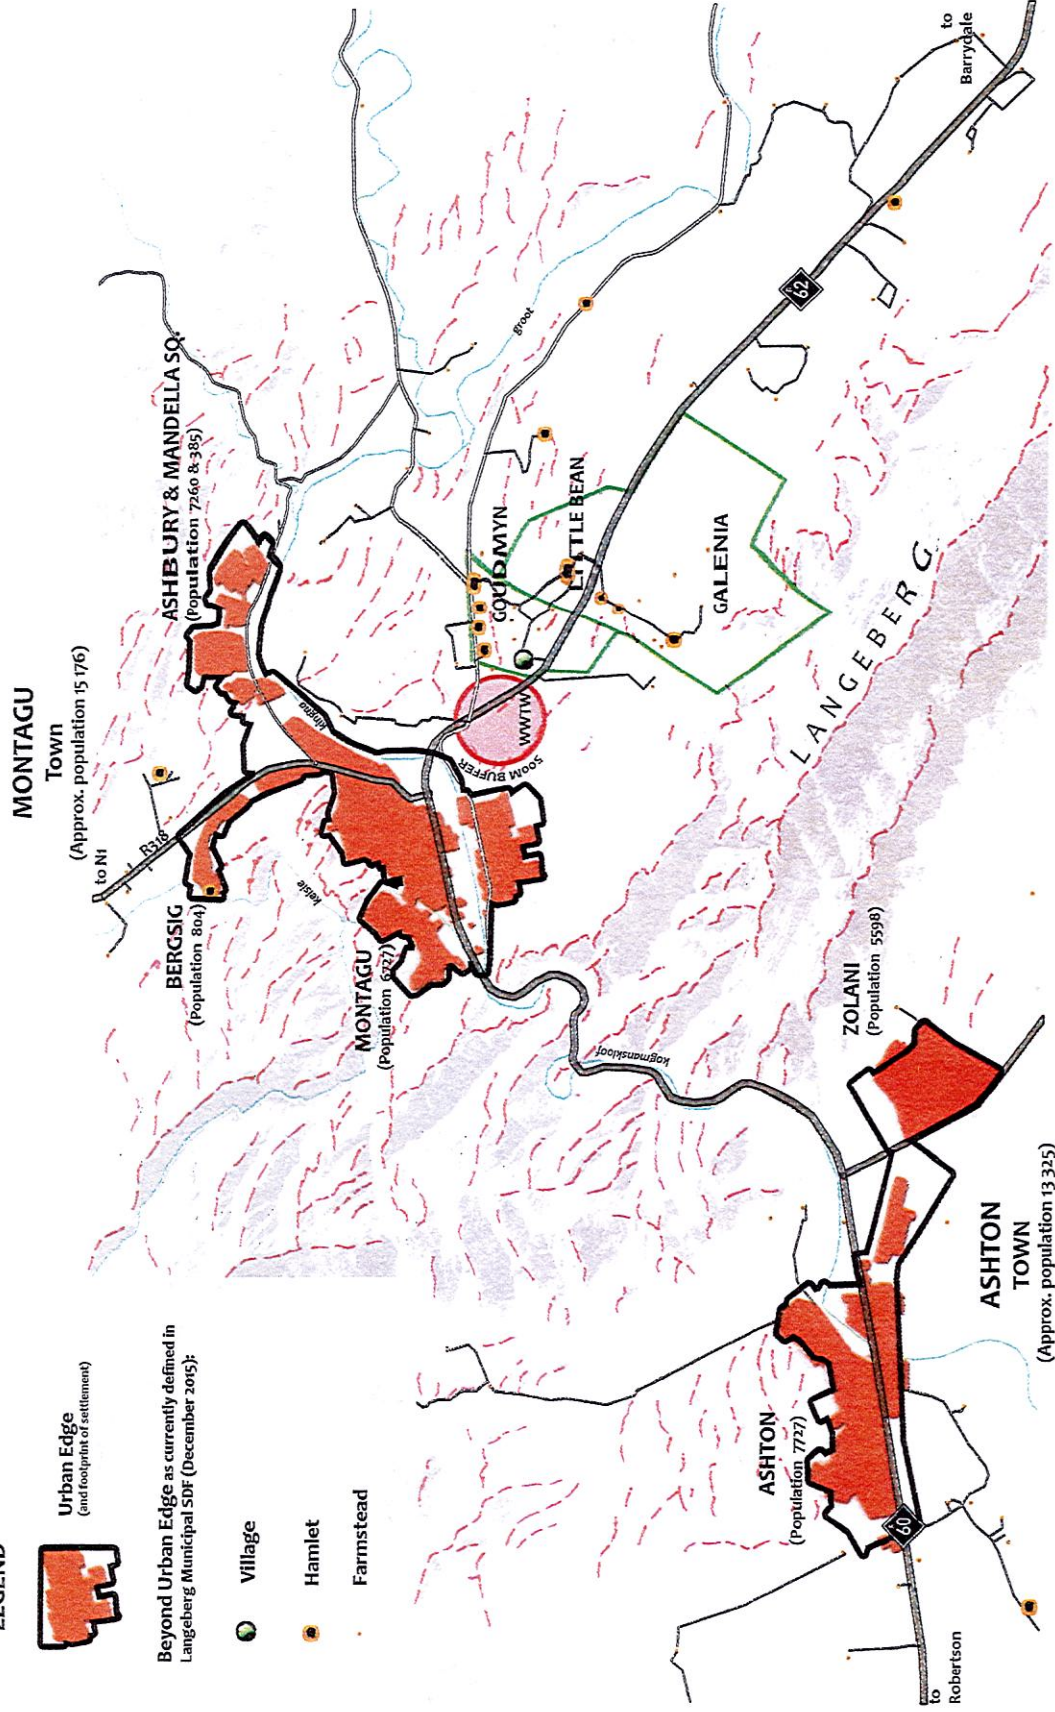 LEGEND
Urban Edge
(and footprint of settlement)
Beyond Urban Edge as currently defined in
Langeberg Municipal SDF (December 2015):
Village
Hamlet
Farmstead
MONTAGU
Town
(Approx. population 15 176)
to N1
R318
BERGSIG
(Population 804)
ASHBURY & MANDELLA SQ.
(Population 7260 & 385)
keisie
kingna
MONTAGU
(Population 6727)
groot
GOUDMYN
LITTLE BEAN
GALENIA
WWTW
500M BUFFER
62
to
Barrydale
LANGEBERG
kogmanskloof
ZOLANI
(Population 5598)
ASHTON
(Population 7727)
60
to
Robertson
ASHTON
TOWN
(Approx. population 13 325)